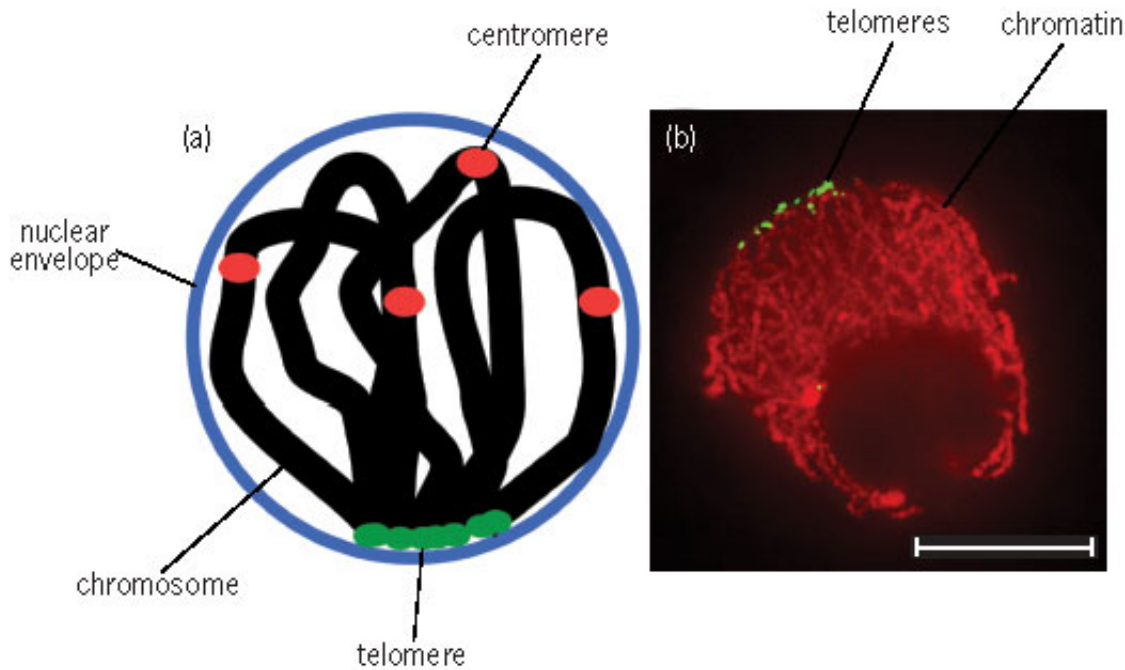 centromere
telomeres
chromatin
(a)
(b)
nuclear
envelope
chromosome
telomere